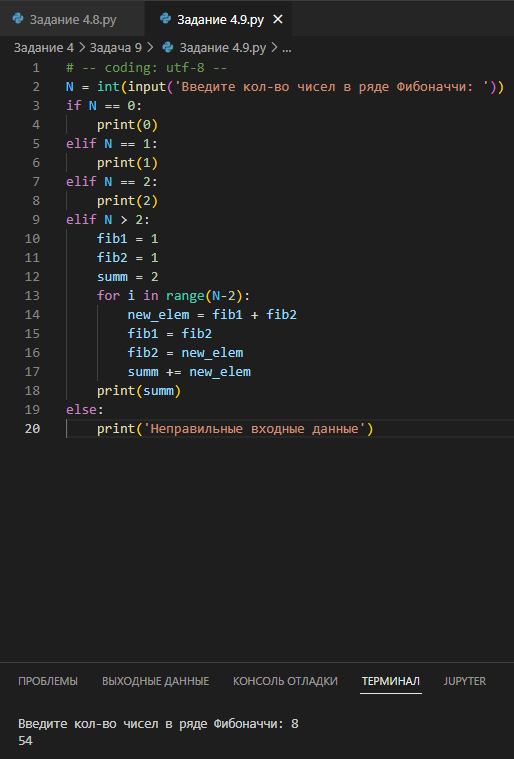 Задание 4.8.py Задание 4.9.py ×
Задание 4 > Задача 9 > Задание 4.9.py > ...
1 # -- coding: utf-8 --
2 N = int(input('Введите кол-во чисел в ряде Фибоначчи: '))
3 if N == 0:
4 print(0)
5 elif N == 1:
6 print(1)
7 elif N == 2:
8 print(2)
9 elif N > 2:
10 fib1 = 1
11 fib2 = 1
12 summ = 2
13 for i in range(N-2):
14 new_elem = fib1 + fib2
15 fib1 = fib2
16 fib2 = new_elem
17 summ += new_elem
18 print(summ)
19 else:
20 print('Неправильные входные данные')
ПРОБЛЕМЫ ВЫХОДНЫЕ ДАННЫЕ КОНСОЛЬ ОТЛАДКИ ТЕРМИНАЛ JUPYTER
Введите кол-во чисел в ряде Фибоначчи: 8
54